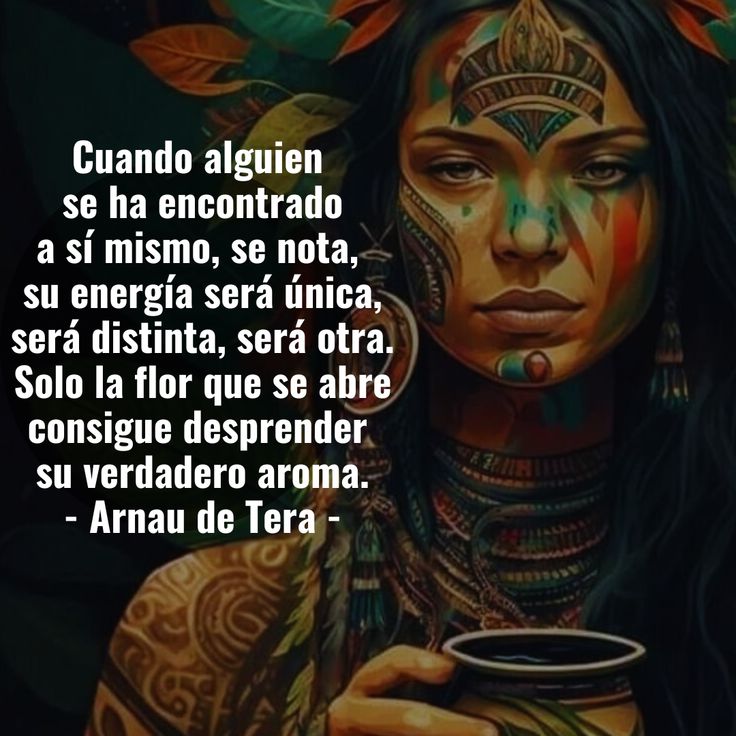 Cuando alguien
se ha encontrado
a sí mismo, se nota,
su energía será única,
será distinta, será otra.
Solo la flor que se abre
consigue desprender
su verdadero aroma.
- Arnau de Tera -